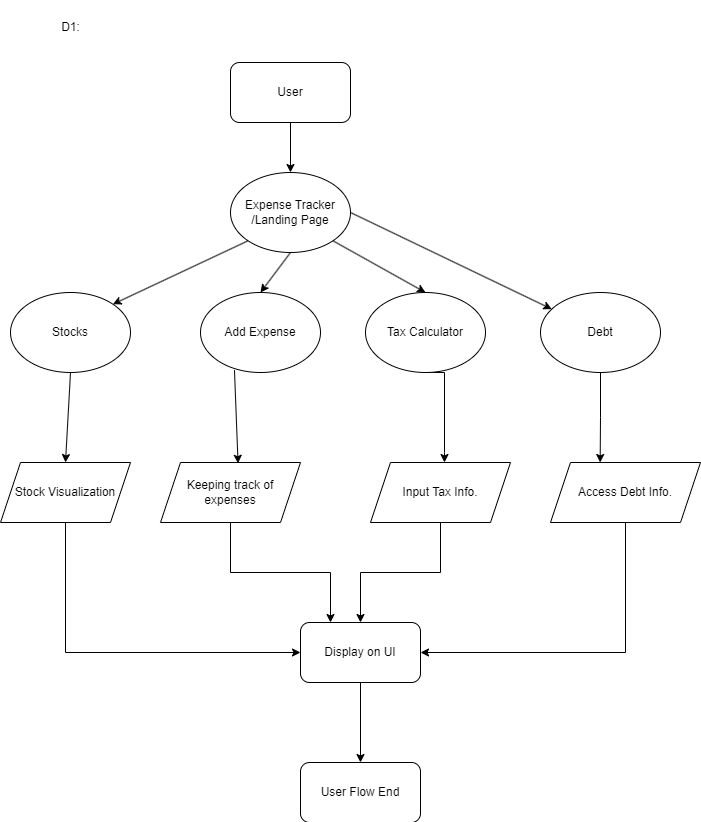 D1:
User
Expense Tracker
/Landing Page
Stocks
Add Expense
Tax Calculator
Debt
Stock Visualization
Keeping track of
expenses
Input Tax Info.
Access Debt Info.
Display on UI
User Flow End